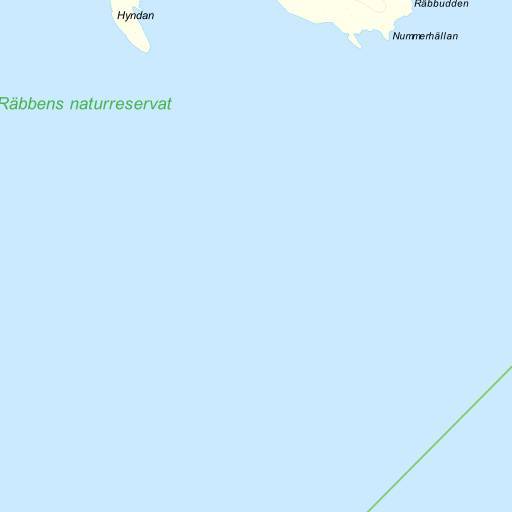 Räbbudden
Hyndan
Nummerhällan
Räbbens naturreservat